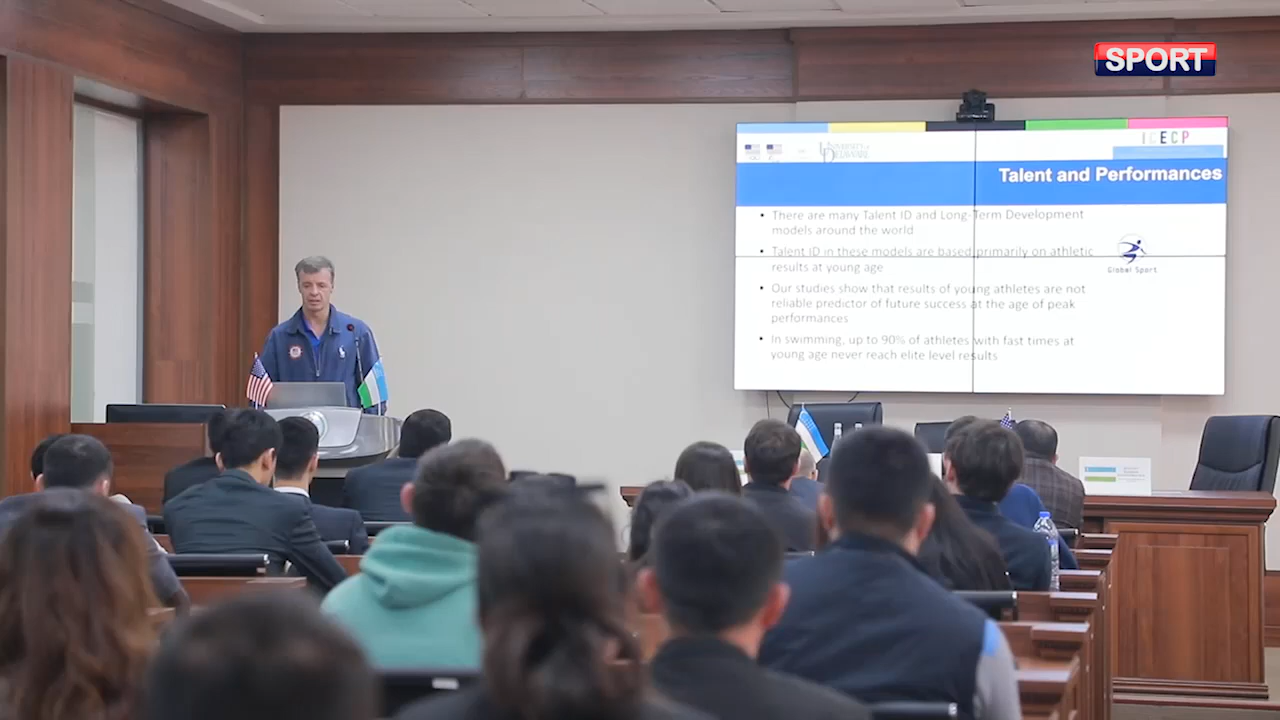 SPORT
ICECP
UNIVERSITY OF
DELAWARE
Talent and Performances
• There are many Talent ID and Long-Term Development
models around the world
• Talent ID in these models are based primarily on athletic
results at young age
Global Sport
• Our studies show that results of young athletes are not
reliable predictor of future success at the age of peak
performances
• In swimming, up to 90% of athletes with fast times at
young age never reach elite level results